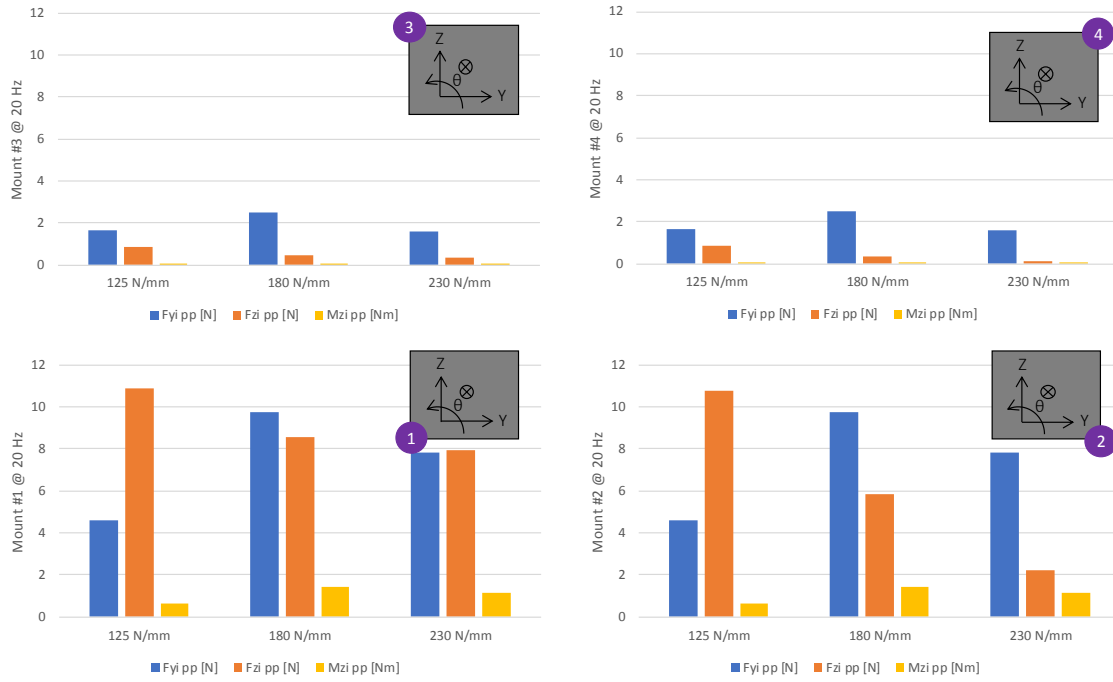 12
10
8
6
4
2
0
Mount #3 @ 20 Hz
3
Z
θ
Y
125 N/mm 180 N/mm 230 N/mm
Fyi pp [N] Fzi pp [N] Mzi pp [Nm]
12
10
8
6
4
2
0
Mount #4 @ 20 Hz
4
Z
θ
Y
125 N/mm 180 N/mm 230 N/mm
Fyi pp [N] Fzi pp [N] Mzi pp [Nm]
12
10
8
6
4
2
0
Mount #1 @ 20 Hz
Z
θ
Y
1
125 N/mm 180 N/mm 230 N/mm
Fyi pp [N] Fzi pp [N] Mzi pp [Nm]
12
10
8
6
4
2
0
Mount #2 @ 20 Hz
Z
θ
Y
2
125 N/mm 180 N/mm 230 N/mm
Fyi pp [N] Fzi pp [N] Mzi pp [Nm]